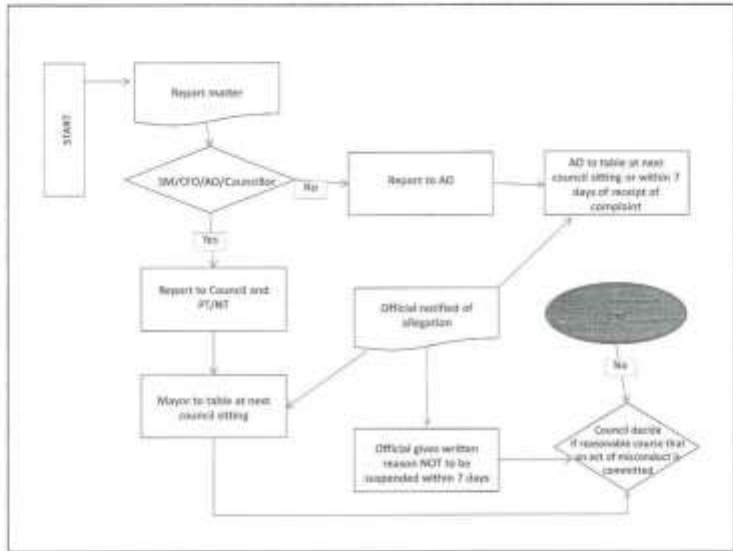 START
Report matter
SM/CFO/AO/Councillor
No
Report to AO
AO to table at next
council sitting or within 7
days of receipt of
complaint
Yes
Report to Council and
PT/NT
Official notified of
allegation
No
Mayor to table at next
council sitting
Official gives written
reason NOT to be
suspended within 7 days
Council decide
if reasonable course that
an act of misconduct is
committed